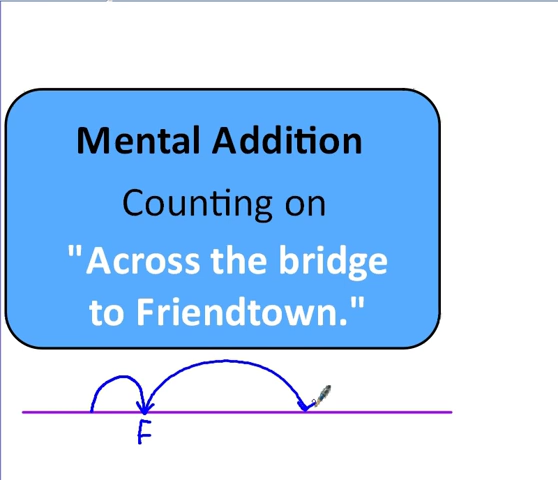 Mental Addition
Counting on
"Across the bridge
to Friendtown."
F